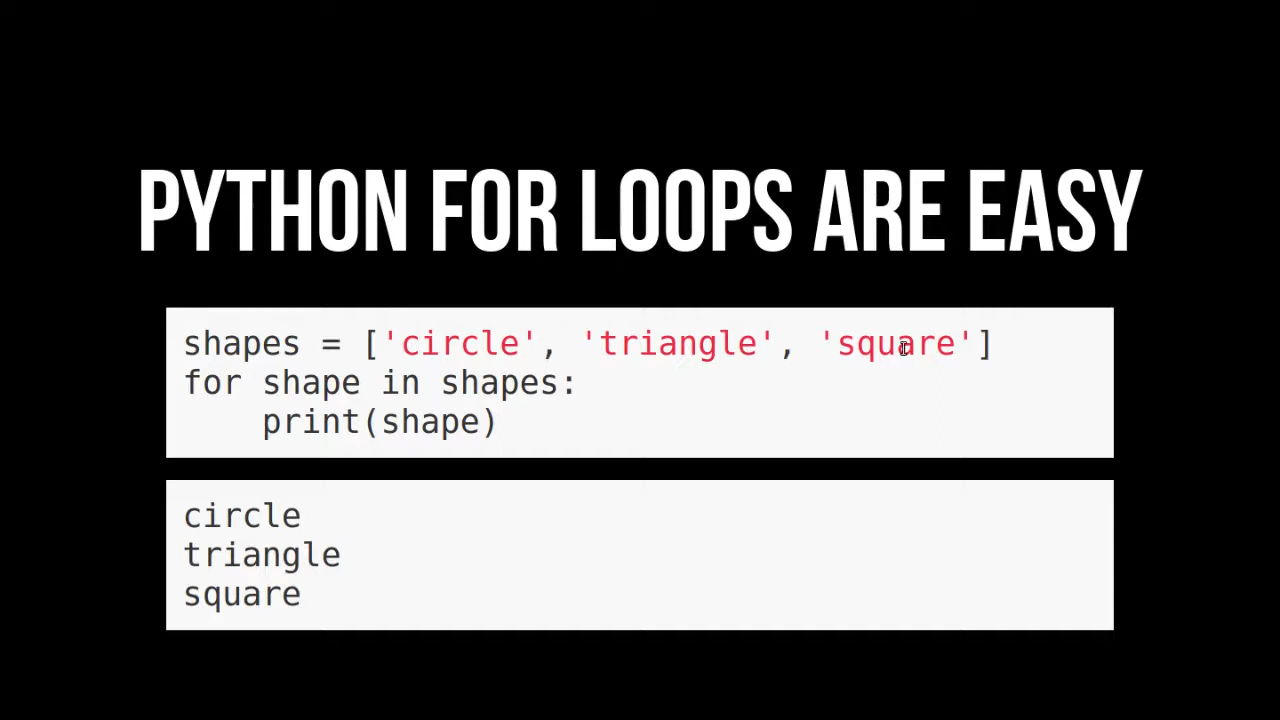 PYTHON FOR LOOPS ARE EASY
shapes = ['circle', 'triangle', 'square']
for shape in shapes:
    print(shape)
circle
triangle
square